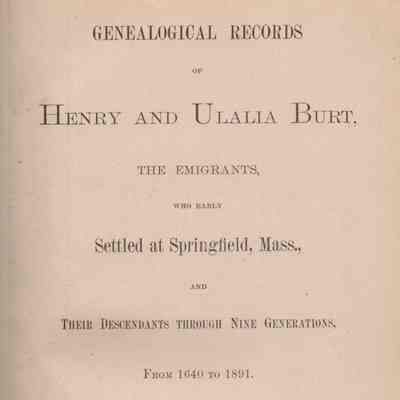 GENEALOGICAL RECORDS
OF
HENRY AND ULALIA BURT,
THE EMIGRANTS,
WHO EARLY
Settled at Springfield, Mass.,
AND
THEIR DESCENDANTS THROUGH NINE GENERATIONS,
FROM 1640 TO 1891.